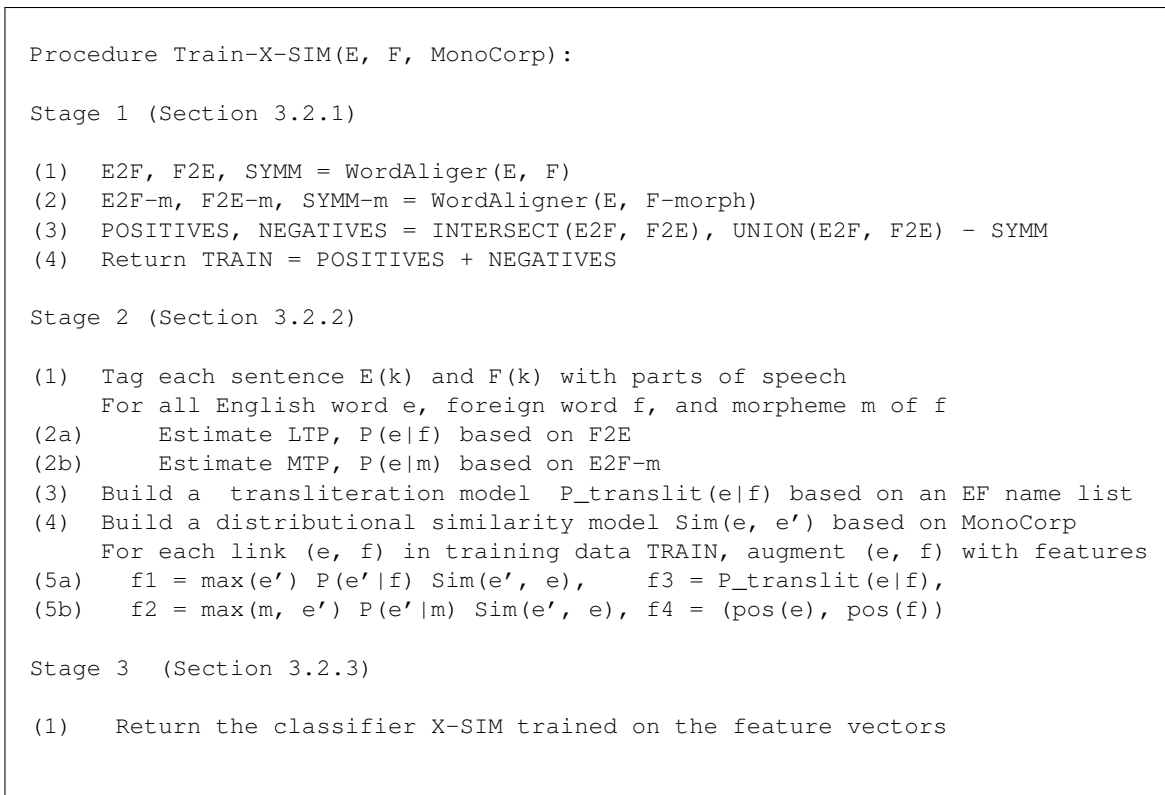 Procedure Train-X-SIM(E, F, MonoCorp):
Stage 1 (Section 3.2.1)
(1) E2F, F2E, SYMM = WordAliger(E, F)
(2) E2F-m, F2E-m, SYMM-m = WordAligner(E, F-morph)
(3) POSITIVES, NEGATIVES = INTERSECT(E2F, F2E), UNION(E2F, F2E) - SYMM
(4) Return TRAIN = POSITIVES + NEGATIVES
Stage 2 (Section 3.2.2)
(1) Tag each sentence E(k) and F(k) with parts of speech
For all English word e, foreign word f, and morpheme m of f
(2a) Estimate LTP, P(e|f) based on F2E
(2b) Estimate MTP, P(e|m) based on E2F-m
(3) Build a transliteration model P_translit(e|f) based on an EF name list
(4) Build a distributional similarity model Sim(e, e′) based on MonoCorp
For each link (e, f) in training data TRAIN, augment (e, f) with features
(5a) f1 = max(e′) P(e′|f) Sim(e′, e), f3 = P_translit(e|f),
(5b) f2 = max(m, e′) P(e′|m) Sim(e′, e), f4 = (pos(e), pos(f))
Stage 3 (Section 3.2.3)
(1) Return the classifier X-SIM trained on the feature vectors